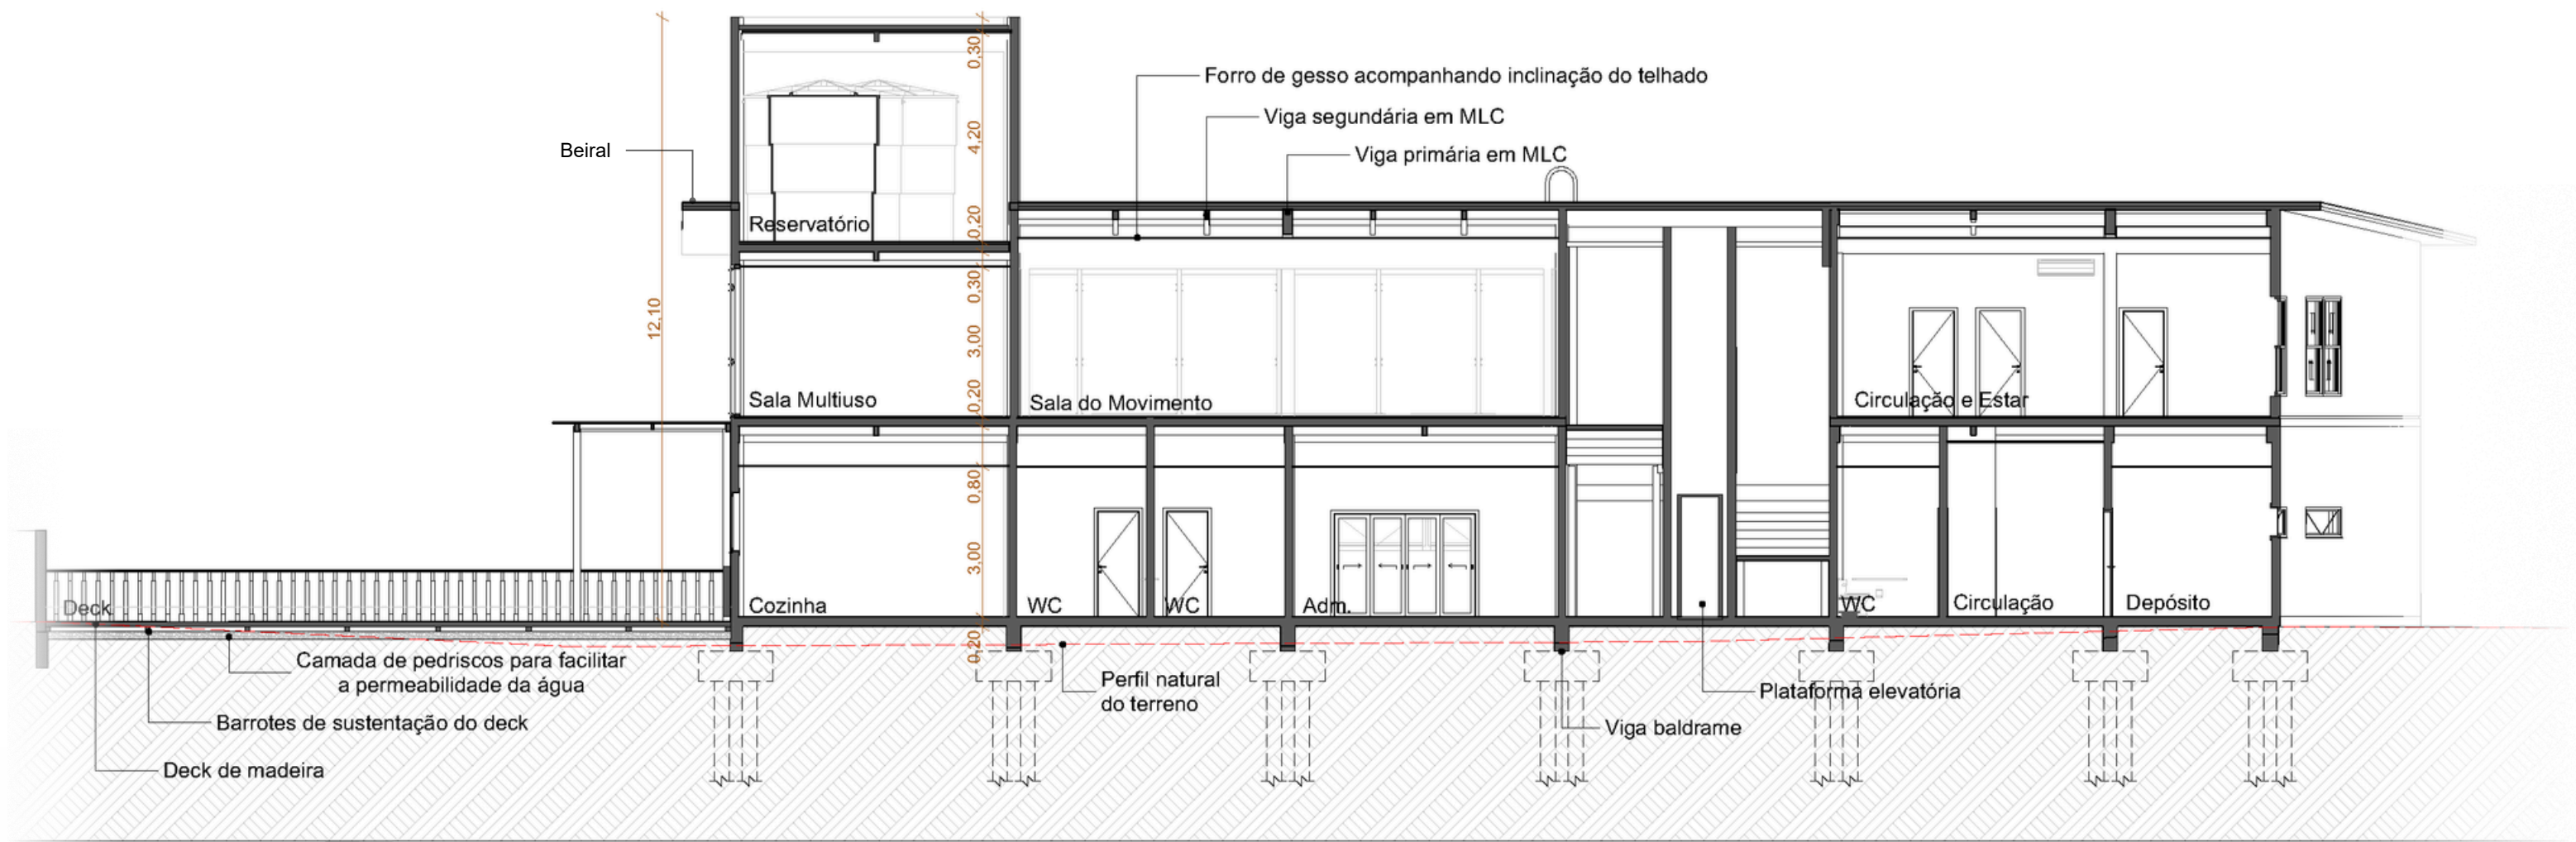 0,30
Forro de gesso acompanhando inclinação do telhado
Viga segundária em MLC
4,20
Beiral
Viga primária em MLC
Reservatório
0,20
0,30
12,10
3,00
0,20
Sala Multiuso
Sala do Movimento
Circulação e Estar
0,80
3,00
Deck
Cozinha
WC
WC
Adm.
WC
Circulação
Depósito
0,20
Camada de pedriscos para facilitar
a permeabilidade da água
Perfil natural
do terreno
Plataforma elevatória
Barrotes de sustentação do deck
Viga baldrame
Deck de madeira